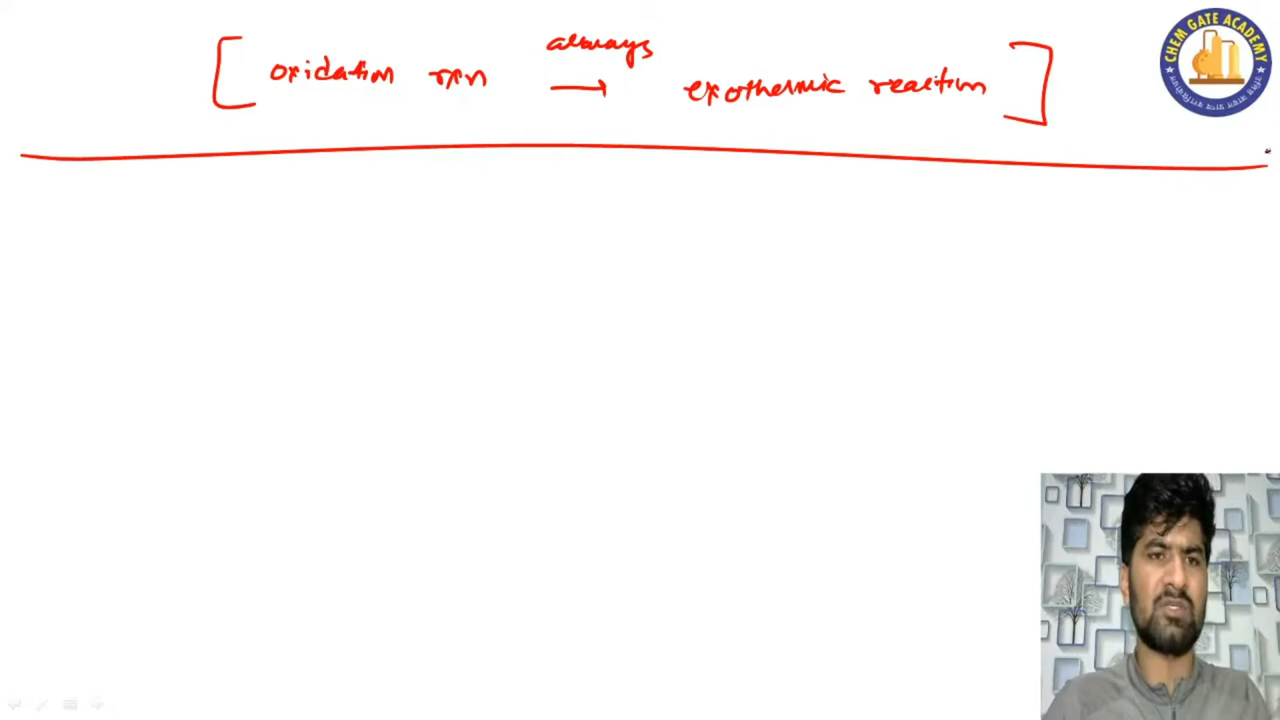 always
[ oxidation rxn → exothermic reaction ]
CHEM GATE ACADEMY